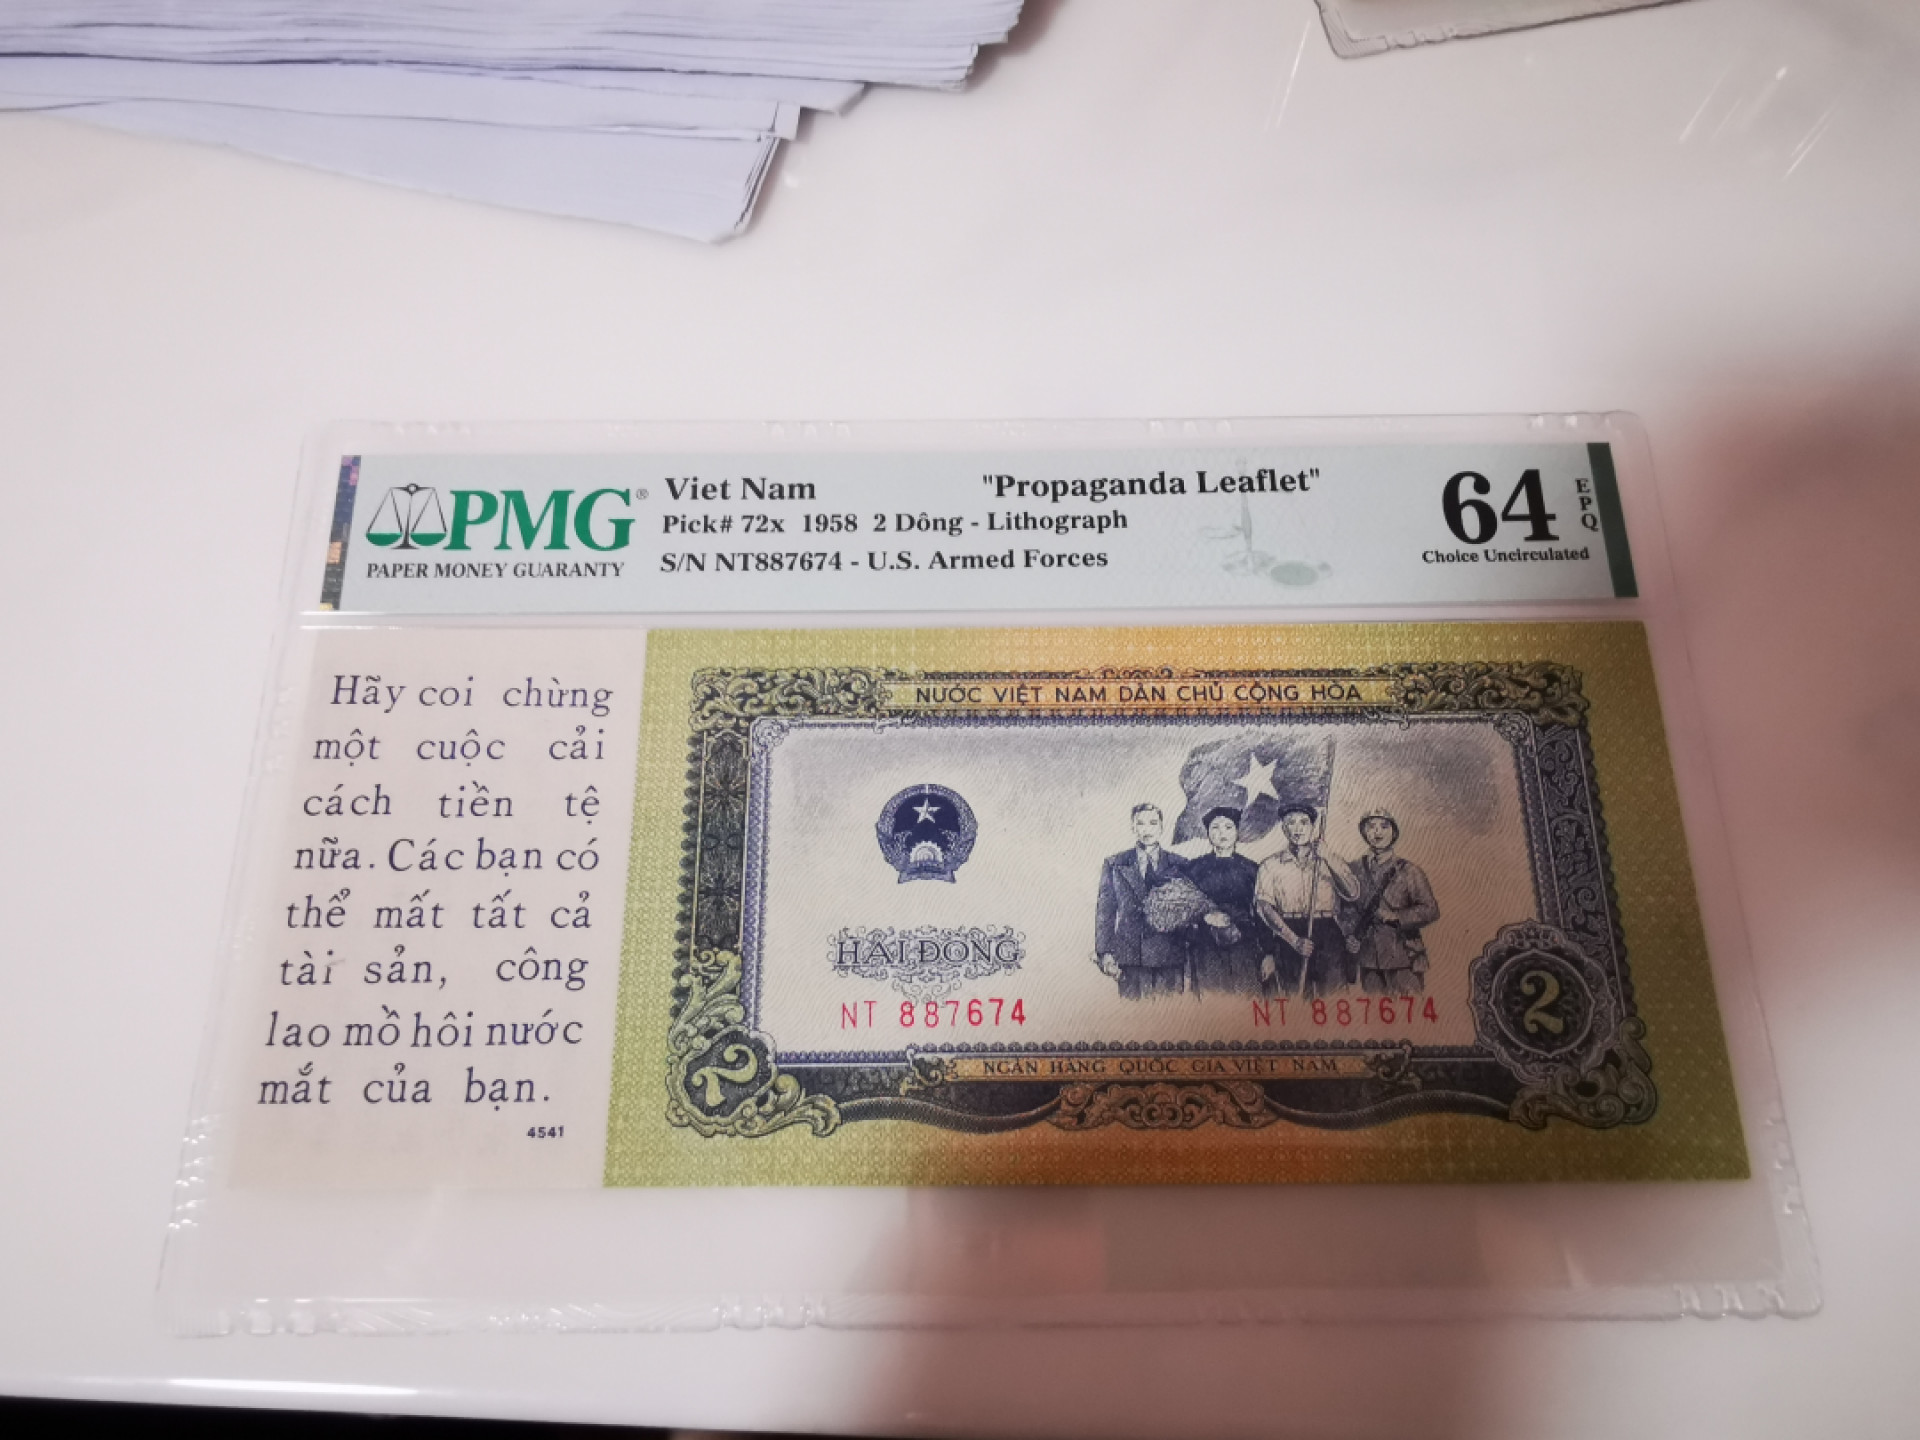 PMG®
PAPER MONEY GUARANTY
Viet Nam "Propaganda Leaflet"
Pick# 72x 1958 2 Dông - Lithograph
S/N NT887674 - U.S. Armed Forces
64 EPQ
Choice Uncirculated
Hãy coi chừng
một cuộc cải
cách tiền tệ
nữa. Các bạn có
thể mất tất cả
tài sản, công
lao mồ hôi nước
mắt của bạn.
4541
NƯỚC VIỆT NAM DÂN CHỦ CỘNG HÒA
HAI ĐỒNG
NT 887674 NT 887674
2 2
NGÂN HÀNG QUỐC GIA VIỆT NAM